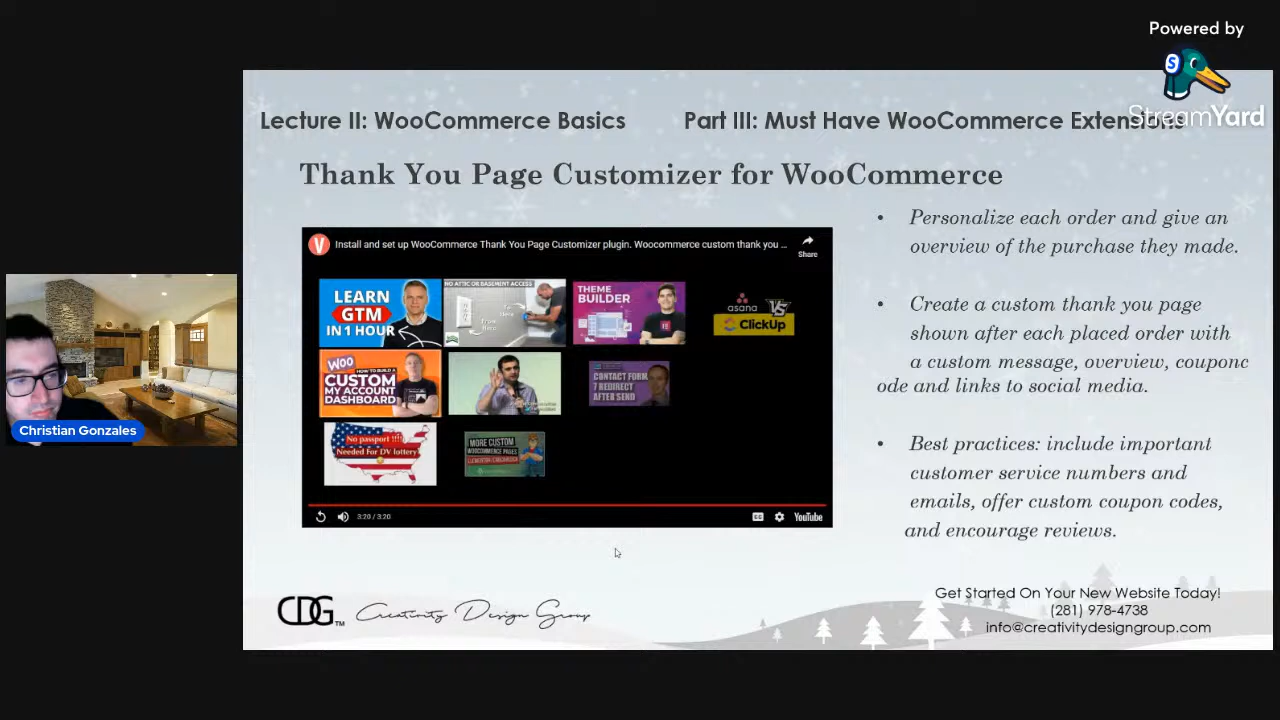 Powered by
StreamYard
Lecture II: WooCommerce Basics
Part III: Must Have WooCommerce Extensions
Thank You Page Customizer for WooCommerce
V
Install and set up WooCommerce Thank You Page Customizer plugin. Woocommerce custom thank you ...
Share
LEARN
GTM
IN 1 HOUR
NO ATTIC OR BASEMENT ACCESS
Here
THEME
BUILDER
asana
VS
ClickUp
WOO
HOW TO BUILD A
CUSTOM
MY ACCOUNT
DASHBOARD
CONTACT FORM
7 REDIRECT
AFTER SEND
No passport !!!!
Needed For DV lottery
MORE CUSTOM
WOOCOMMERCE PAGES
3:20 / 3:20
CC
YouTube
• Personalize each order and give an
overview of the purchase they made.
• Create a custom thank you page
shown after each placed order with
a custom message, overview, couponc
ode and links to social media.
• Best practices: include important
customer service numbers and
emails, offer custom coupon codes,
and encourage reviews.
Christian Gonzales
CDG™ Creativity Design Group
Get Started On Your New Website Today!
(281) 978-4738
info@creativitydesigngroup.com